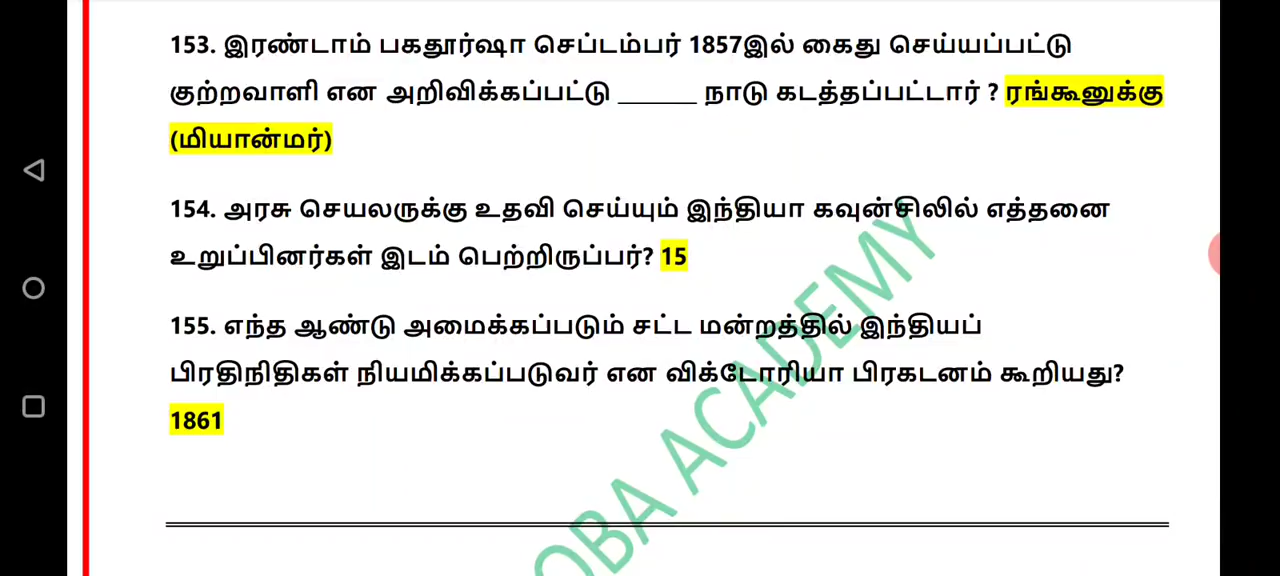 153. இரண்டாம் பகதூர்ஷா செப்டம்பர் 1857இல் கைது செய்யப்பட்டு
குற்றவாளி என அறிவிக்கப்பட்டு ______ நாடு கடத்தப்பட்டார் ? ரங்கூனுக்கு
(மியான்மர்)
154. அரசு செயலருக்கு உதவி செய்யும் இந்தியா கவுன்சிலில் எத்தனை
உறுப்பினர்கள் இடம் பெற்றிருப்பர்? 15
155. எந்த ஆண்டு அமைக்கப்படும் சட்ட மன்றத்தில் இந்தியப்
பிரதிநிதிகள் நியமிக்கப்படுவர் என விக்டோரியா பிரகடனம் கூறியது?
1861
OBA ACADEMY